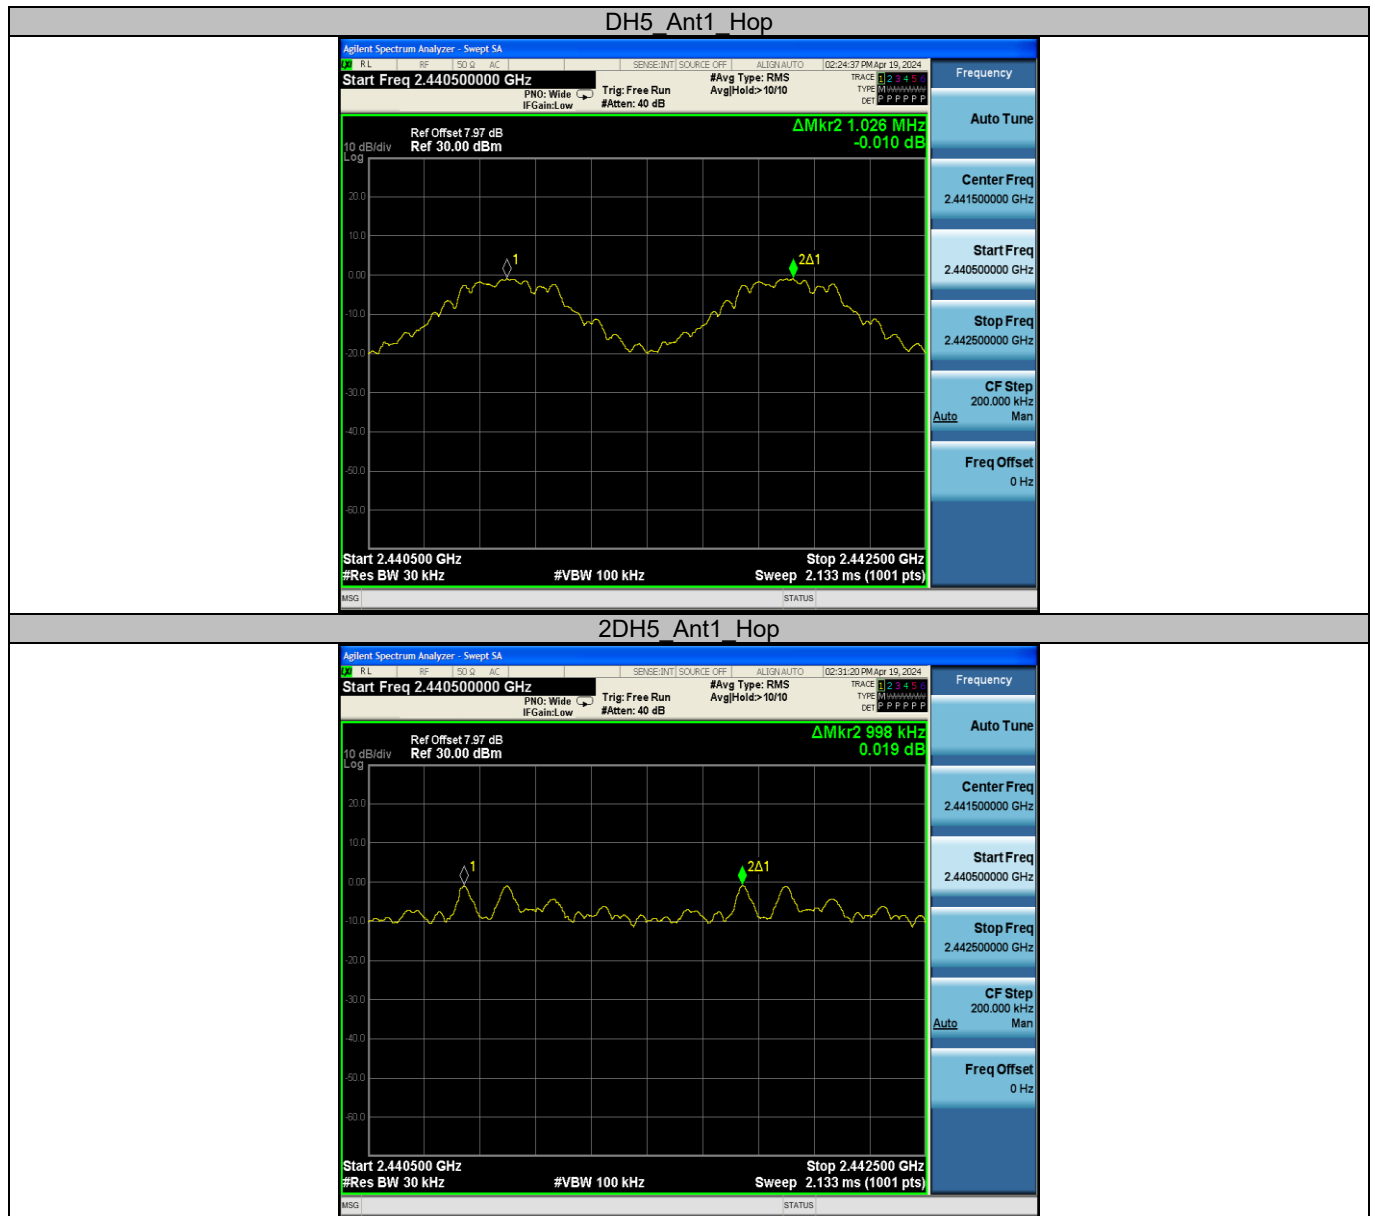 DH5_Ant1_Hop
Agilent Spectrum Analyzer - Swept SA
RL RF 50 Ω AC SENSE:INT SOURCE OFF ALIGNAUTO 02:24:37 PM Apr 19, 2024
Start Freq 2.440500000 GHz
PNO: Wide
IFGain:Low
Trig: Free Run
#Atten: 40 dB
#Avg Type: RMS
Avg|Hold:>10/10
TRACE 1 2 3 4 5 6
TYPE M
DET P P P P P P
Frequency
Auto Tune
Center Freq
2.441500000 GHz
Start Freq
2.440500000 GHz
Stop Freq
2.442500000 GHz
CF Step
200.000 kHz
Auto Man
Freq Offset
0 Hz
Ref Offset 7.97 dB
10 dB/div Ref 30.00 dBm
Log
ΔMkr2 1.026 MHz
-0.010 dB
20.0
10.0
0.00
-10.0
-20.0
-30.0
-40.0
-50.0
-60.0
1
2Δ1
Start 2.440500 GHz Stop 2.442500 GHz
#Res BW 30 kHz #VBW 100 kHz Sweep 2.133 ms (1001 pts)
MSG STATUS
2DH5_Ant1_Hop
Agilent Spectrum Analyzer - Swept SA
RL RF 50 Ω AC SENSE:INT SOURCE OFF ALIGNAUTO 02:31:20 PM Apr 19, 2024
Start Freq 2.440500000 GHz
PNO: Wide
IFGain:Low
Trig: Free Run
#Atten: 40 dB
#Avg Type: RMS
Avg|Hold:>10/10
TRACE 1 2 3 4 5 6
TYPE M
DET P P P P P P
Frequency
Auto Tune
Center Freq
2.441500000 GHz
Start Freq
2.440500000 GHz
Stop Freq
2.442500000 GHz
CF Step
200.000 kHz
Auto Man
Freq Offset
0 Hz
Ref Offset 7.97 dB
10 dB/div Ref 30.00 dBm
Log
ΔMkr2 998 kHz
0.019 dB
20.0
10.0
0.00
-10.0
-20.0
-30.0
-40.0
-50.0
-60.0
1
2Δ1
Start 2.440500 GHz Stop 2.442500 GHz
#Res BW 30 kHz #VBW 100 kHz Sweep 2.133 ms (1001 pts)
MSG STATUS